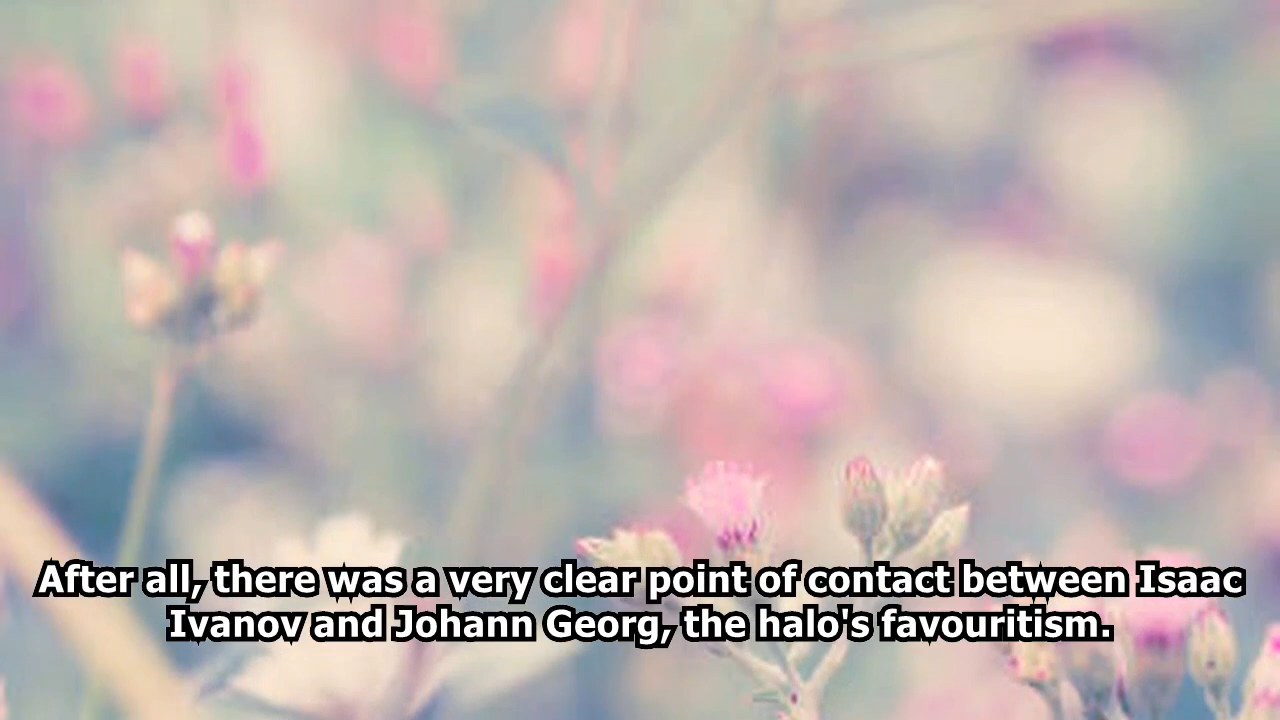 After all, there was a very clear point of contact between Isaac
Ivanov and Johann Georg, the halo's favouritism.